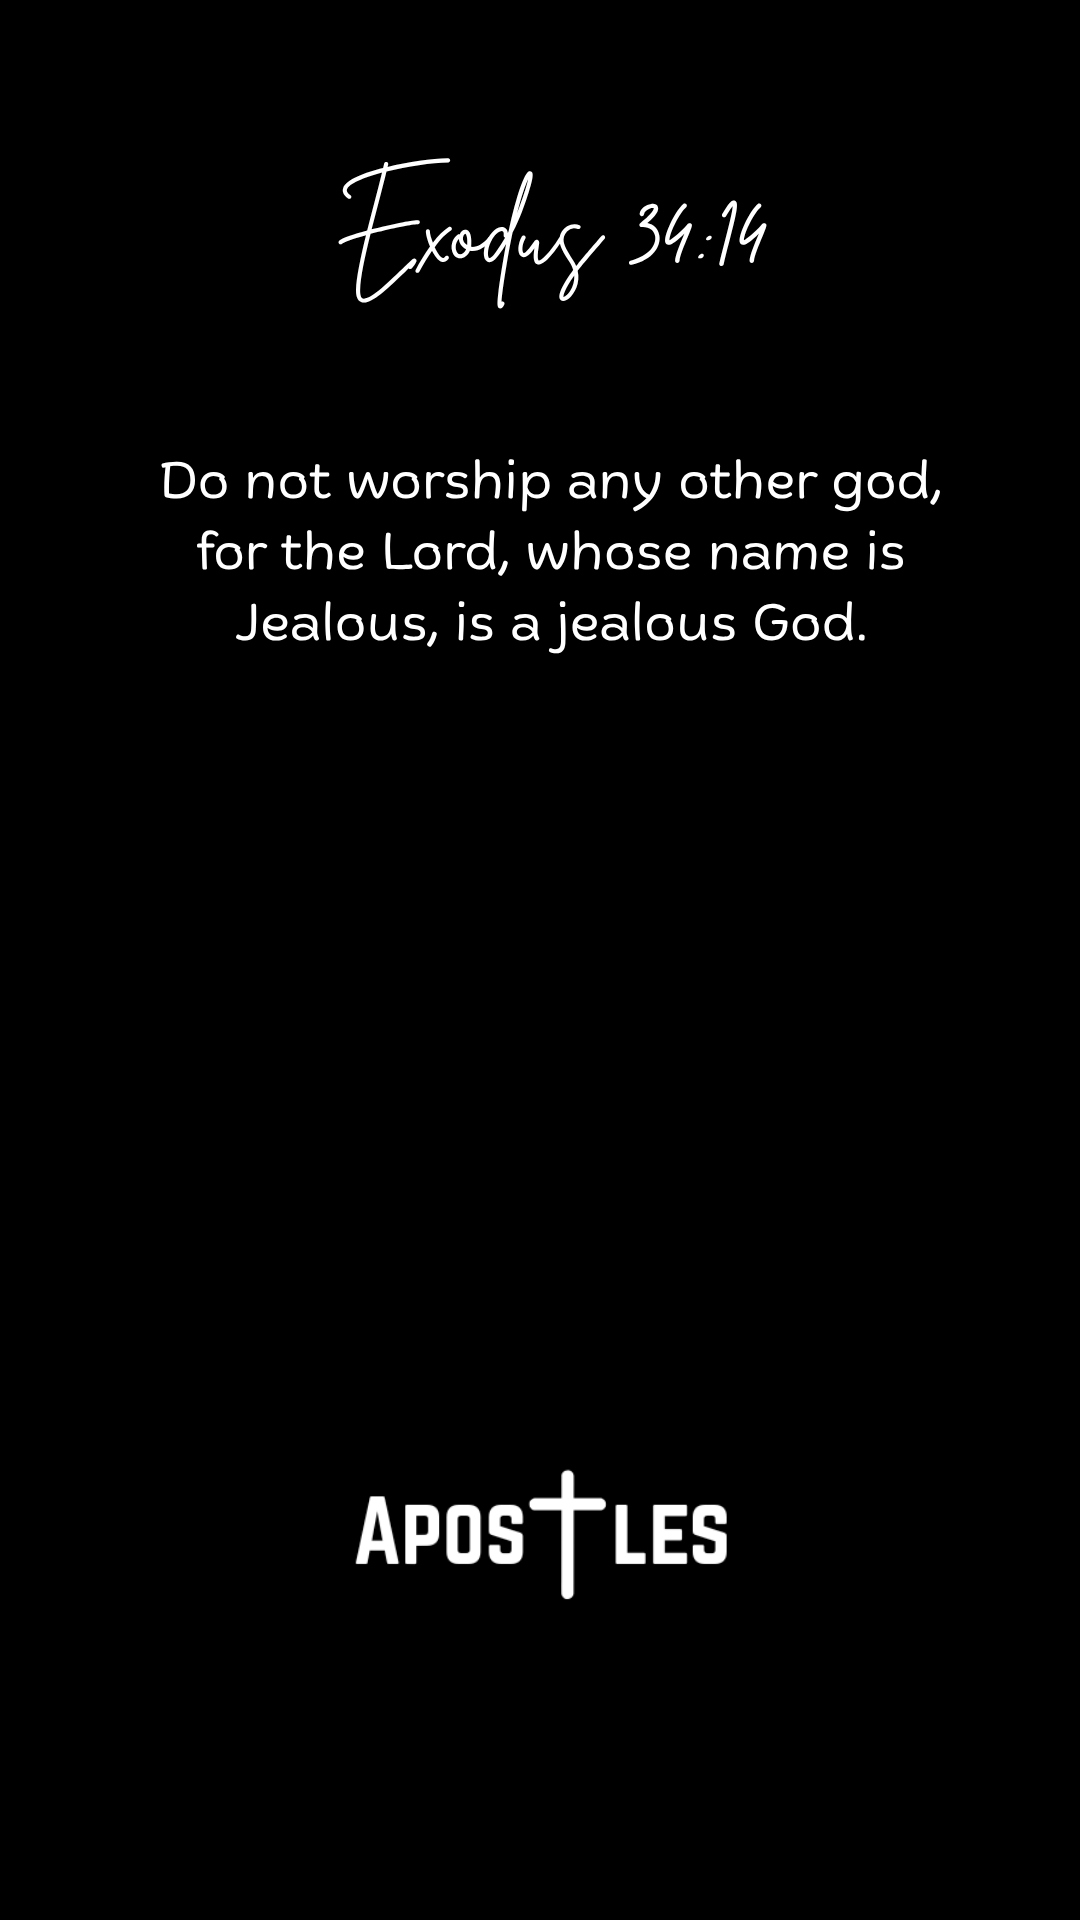 Exodus 34:14
Do not worship any other god,
for the Lord, whose name is
Jealous, is a jealous God.
APOSTLES